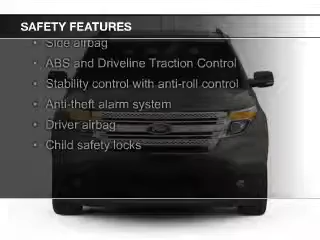 SAFETY FEATURES
• Side airbag
• ABS and Driveline Traction Control
• Stability control with anti-roll control
• Anti-theft alarm system
• Driver airbag
• Child safety locks